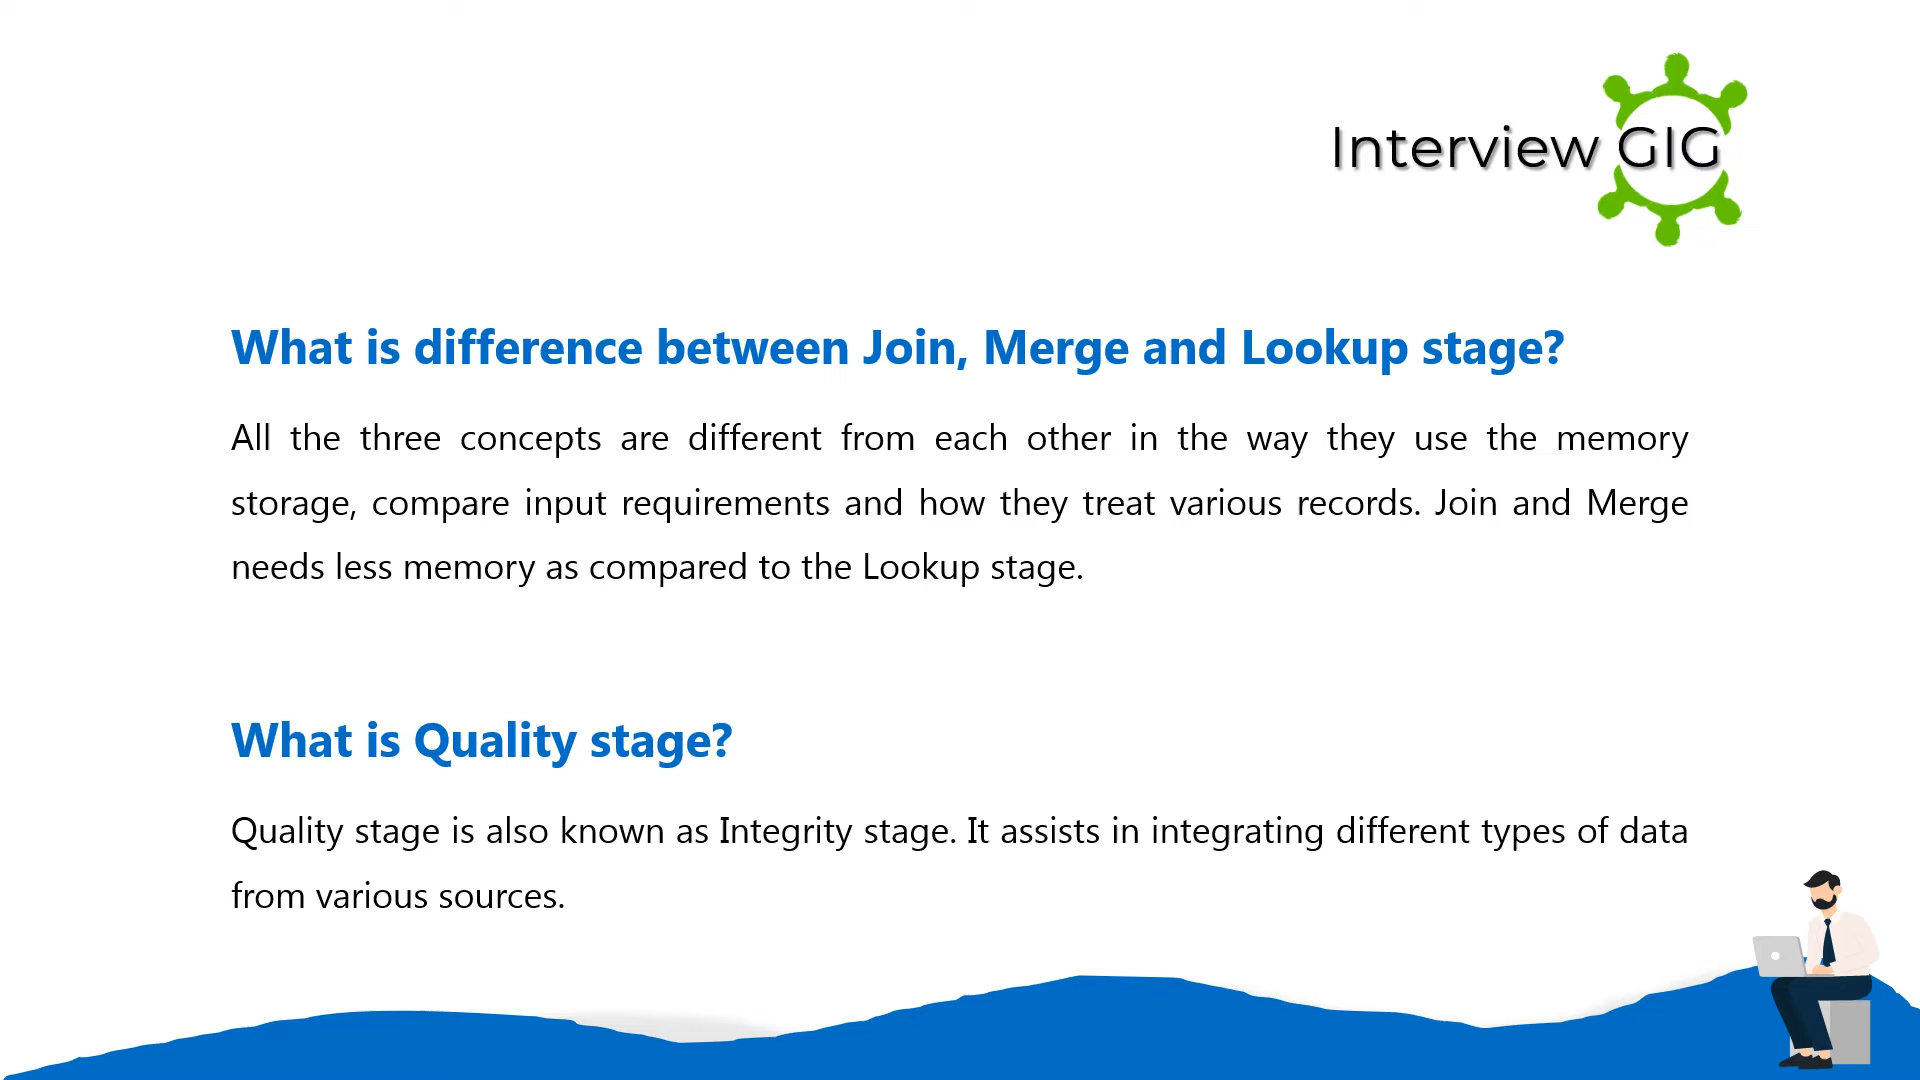 Interview GIG
What is difference between Join, Merge and Lookup stage?
All the three concepts are different from each other in the way they use the memory
storage, compare input requirements and how they treat various records. Join and Merge
needs less memory as compared to the Lookup stage.
What is Quality stage?
Quality stage is also known as Integrity stage. It assists in integrating different types of data
from various sources.